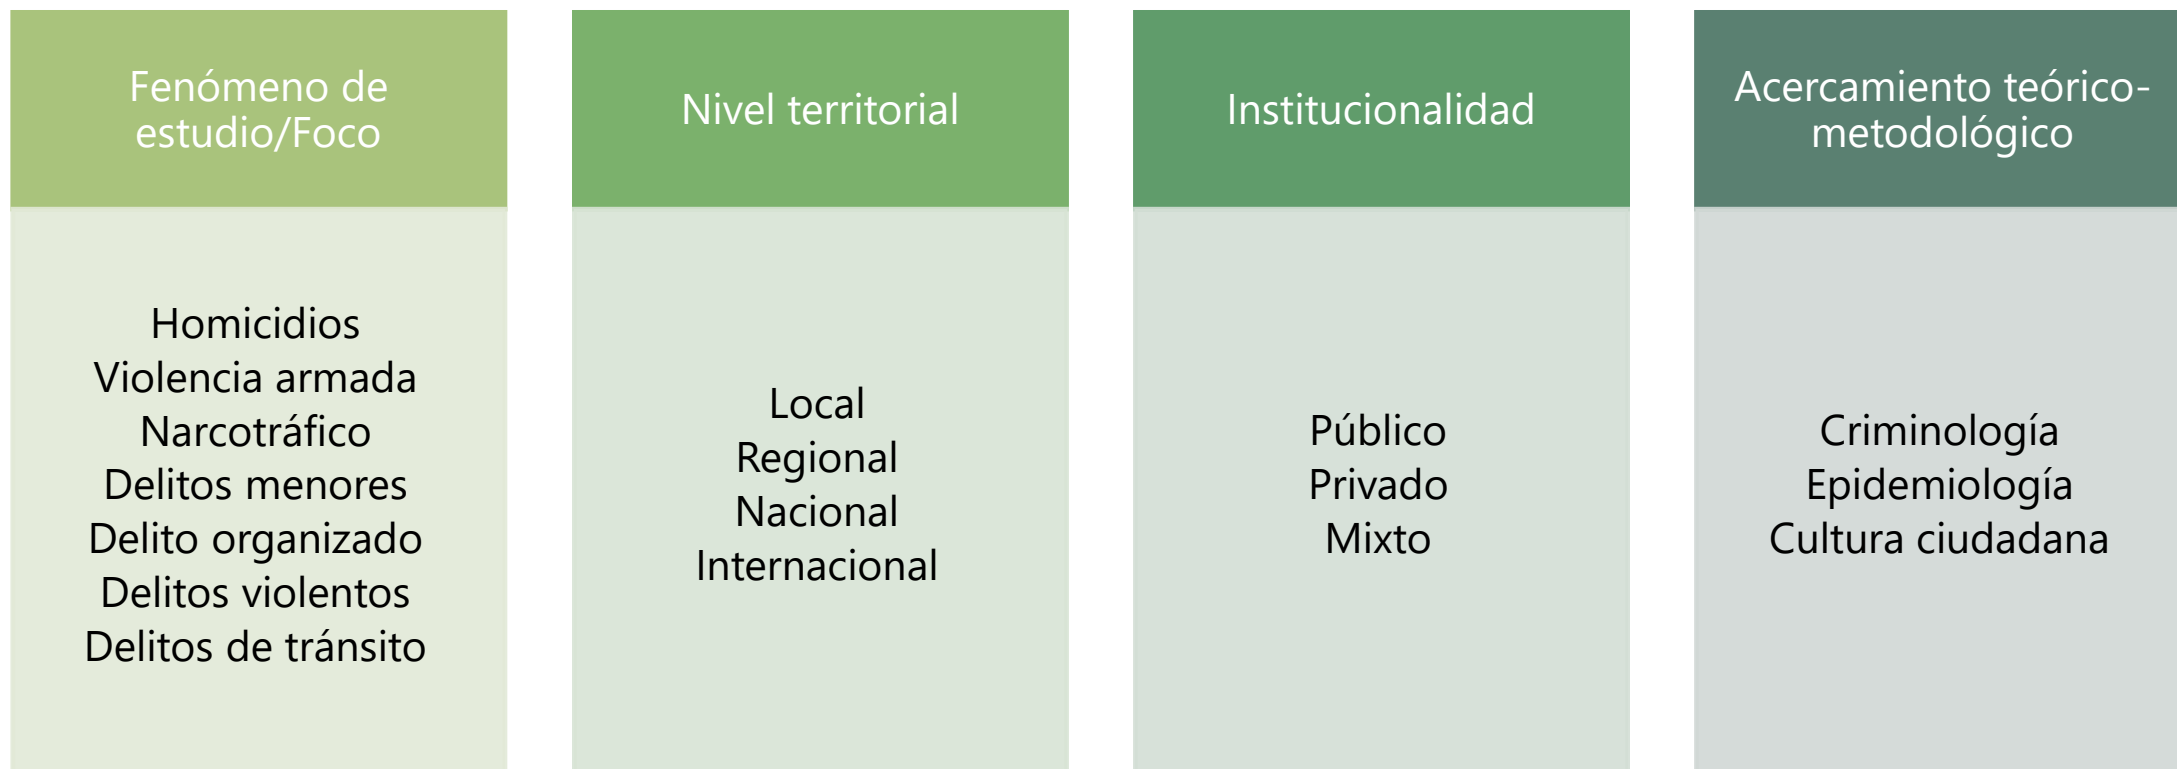 Fenómeno de
estudio/Foco
Homicidios
Violencia armada
Narcotráfico
Delitos menores
Delito organizado
Delitos violentos
Delitos de tránsito
Nivel territorial
Local
Regional
Nacional
Internacional
Institucionalidad
Público
Privado
Mixto
Acercamiento teórico-
metodológico
Criminología
Epidemiología
Cultura ciudadana